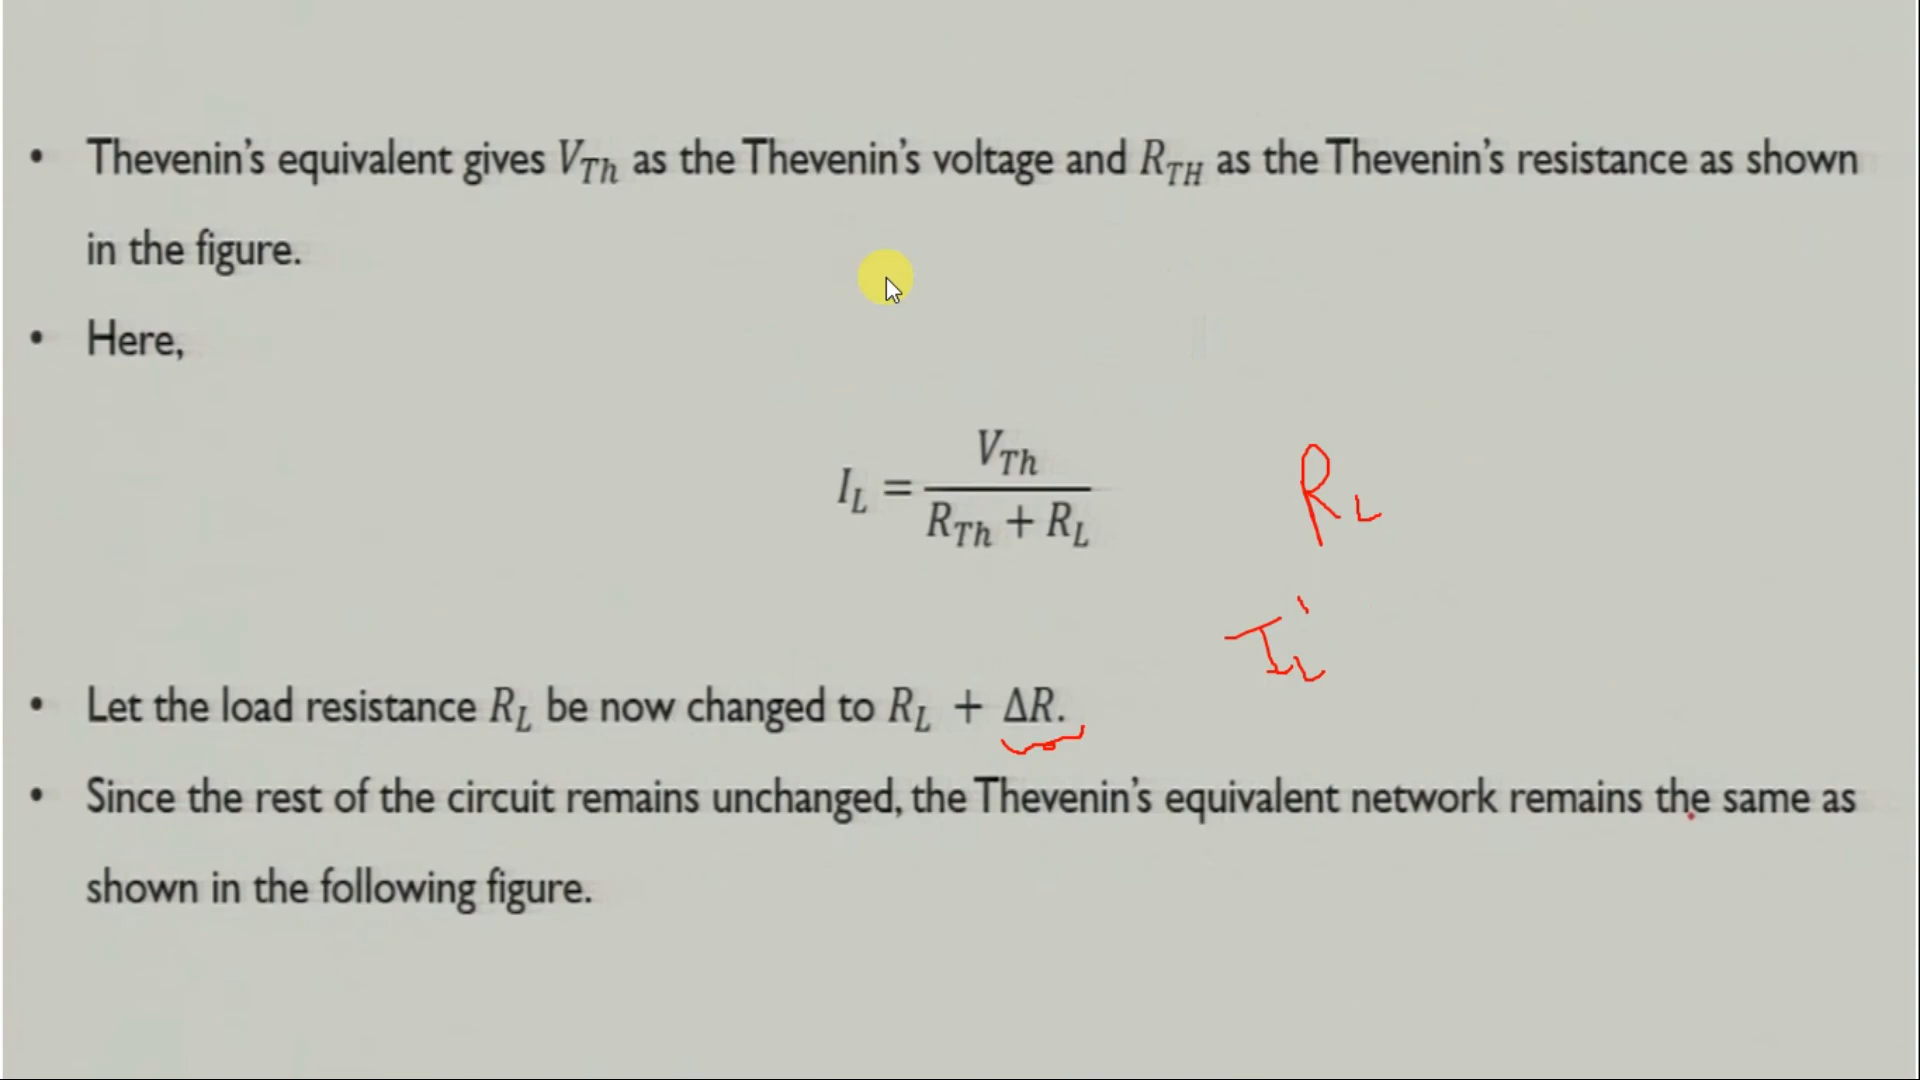 • Thevenin's equivalent gives V_Th as the Thevenin's voltage and R_TH as the Thevenin's resistance as shown
in the figure.
• Here,
I_L = V_Th / (R_Th + R_L)
R_L
I_L'
• Let the load resistance R_L be now changed to R_L + ΔR.
• Since the rest of the circuit remains unchanged, the Thevenin's equivalent network remains the same as
shown in the following figure.